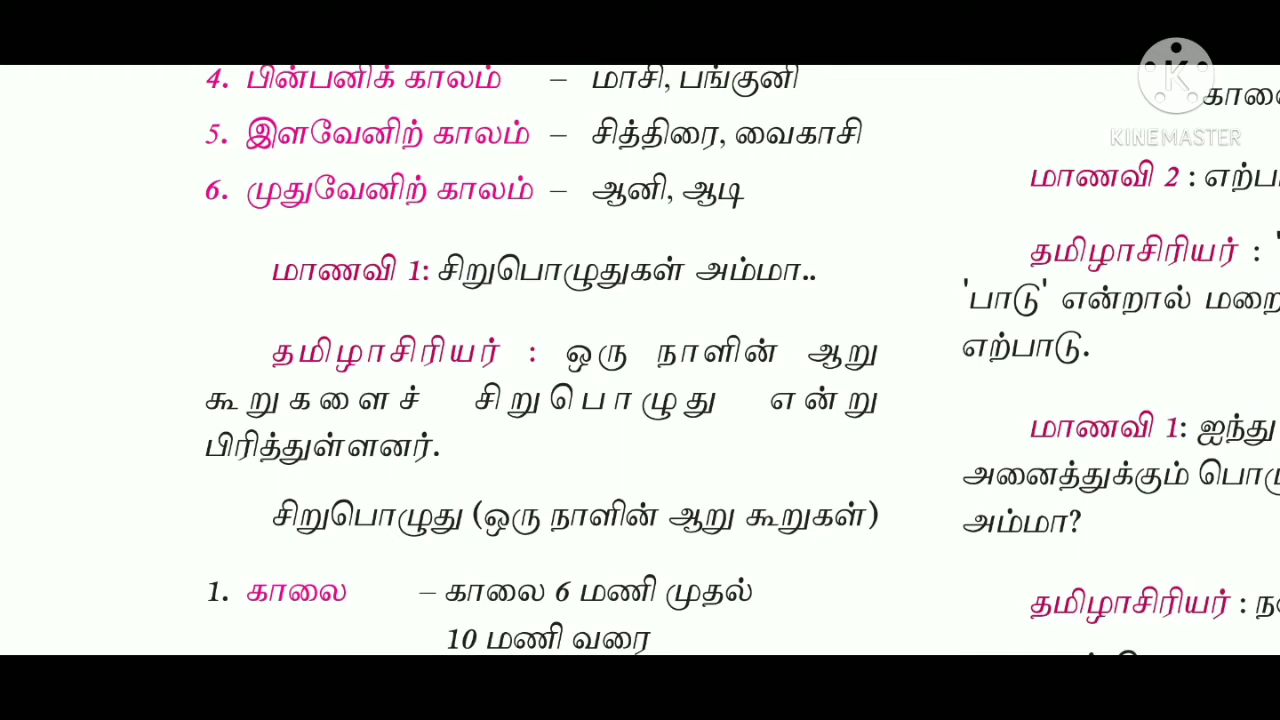 4. பின்பனிக் காலம் – மாசி, பங்குனி
5. இளவேனிற் காலம் – சித்திரை, வைகாசி
6. முதுவேனிற் காலம் – ஆனி, ஆடி
மாணவி 1: சிறுபொழுதுகள் அம்மா..
தமிழாசிரியர் : ஒரு நாளின் ஆறு
கூறுகளைச் சிறுபொழுது என்று
பிரித்துள்ளனர்.
சிறுபொழுது (ஒரு நாளின் ஆறு கூறுகள்)
1. காலை – காலை 6 மணி முதல்
10 மணி வரை
மாணவி 2 :
தமிழாசிரியர் : '
'பாடு' என்றால்
எற்பாடு.
மாணவி 1: ஐந்து
அனைத்துக்கும்
அம்மா?
தமிழாசிரியர் :
KINEMASTER